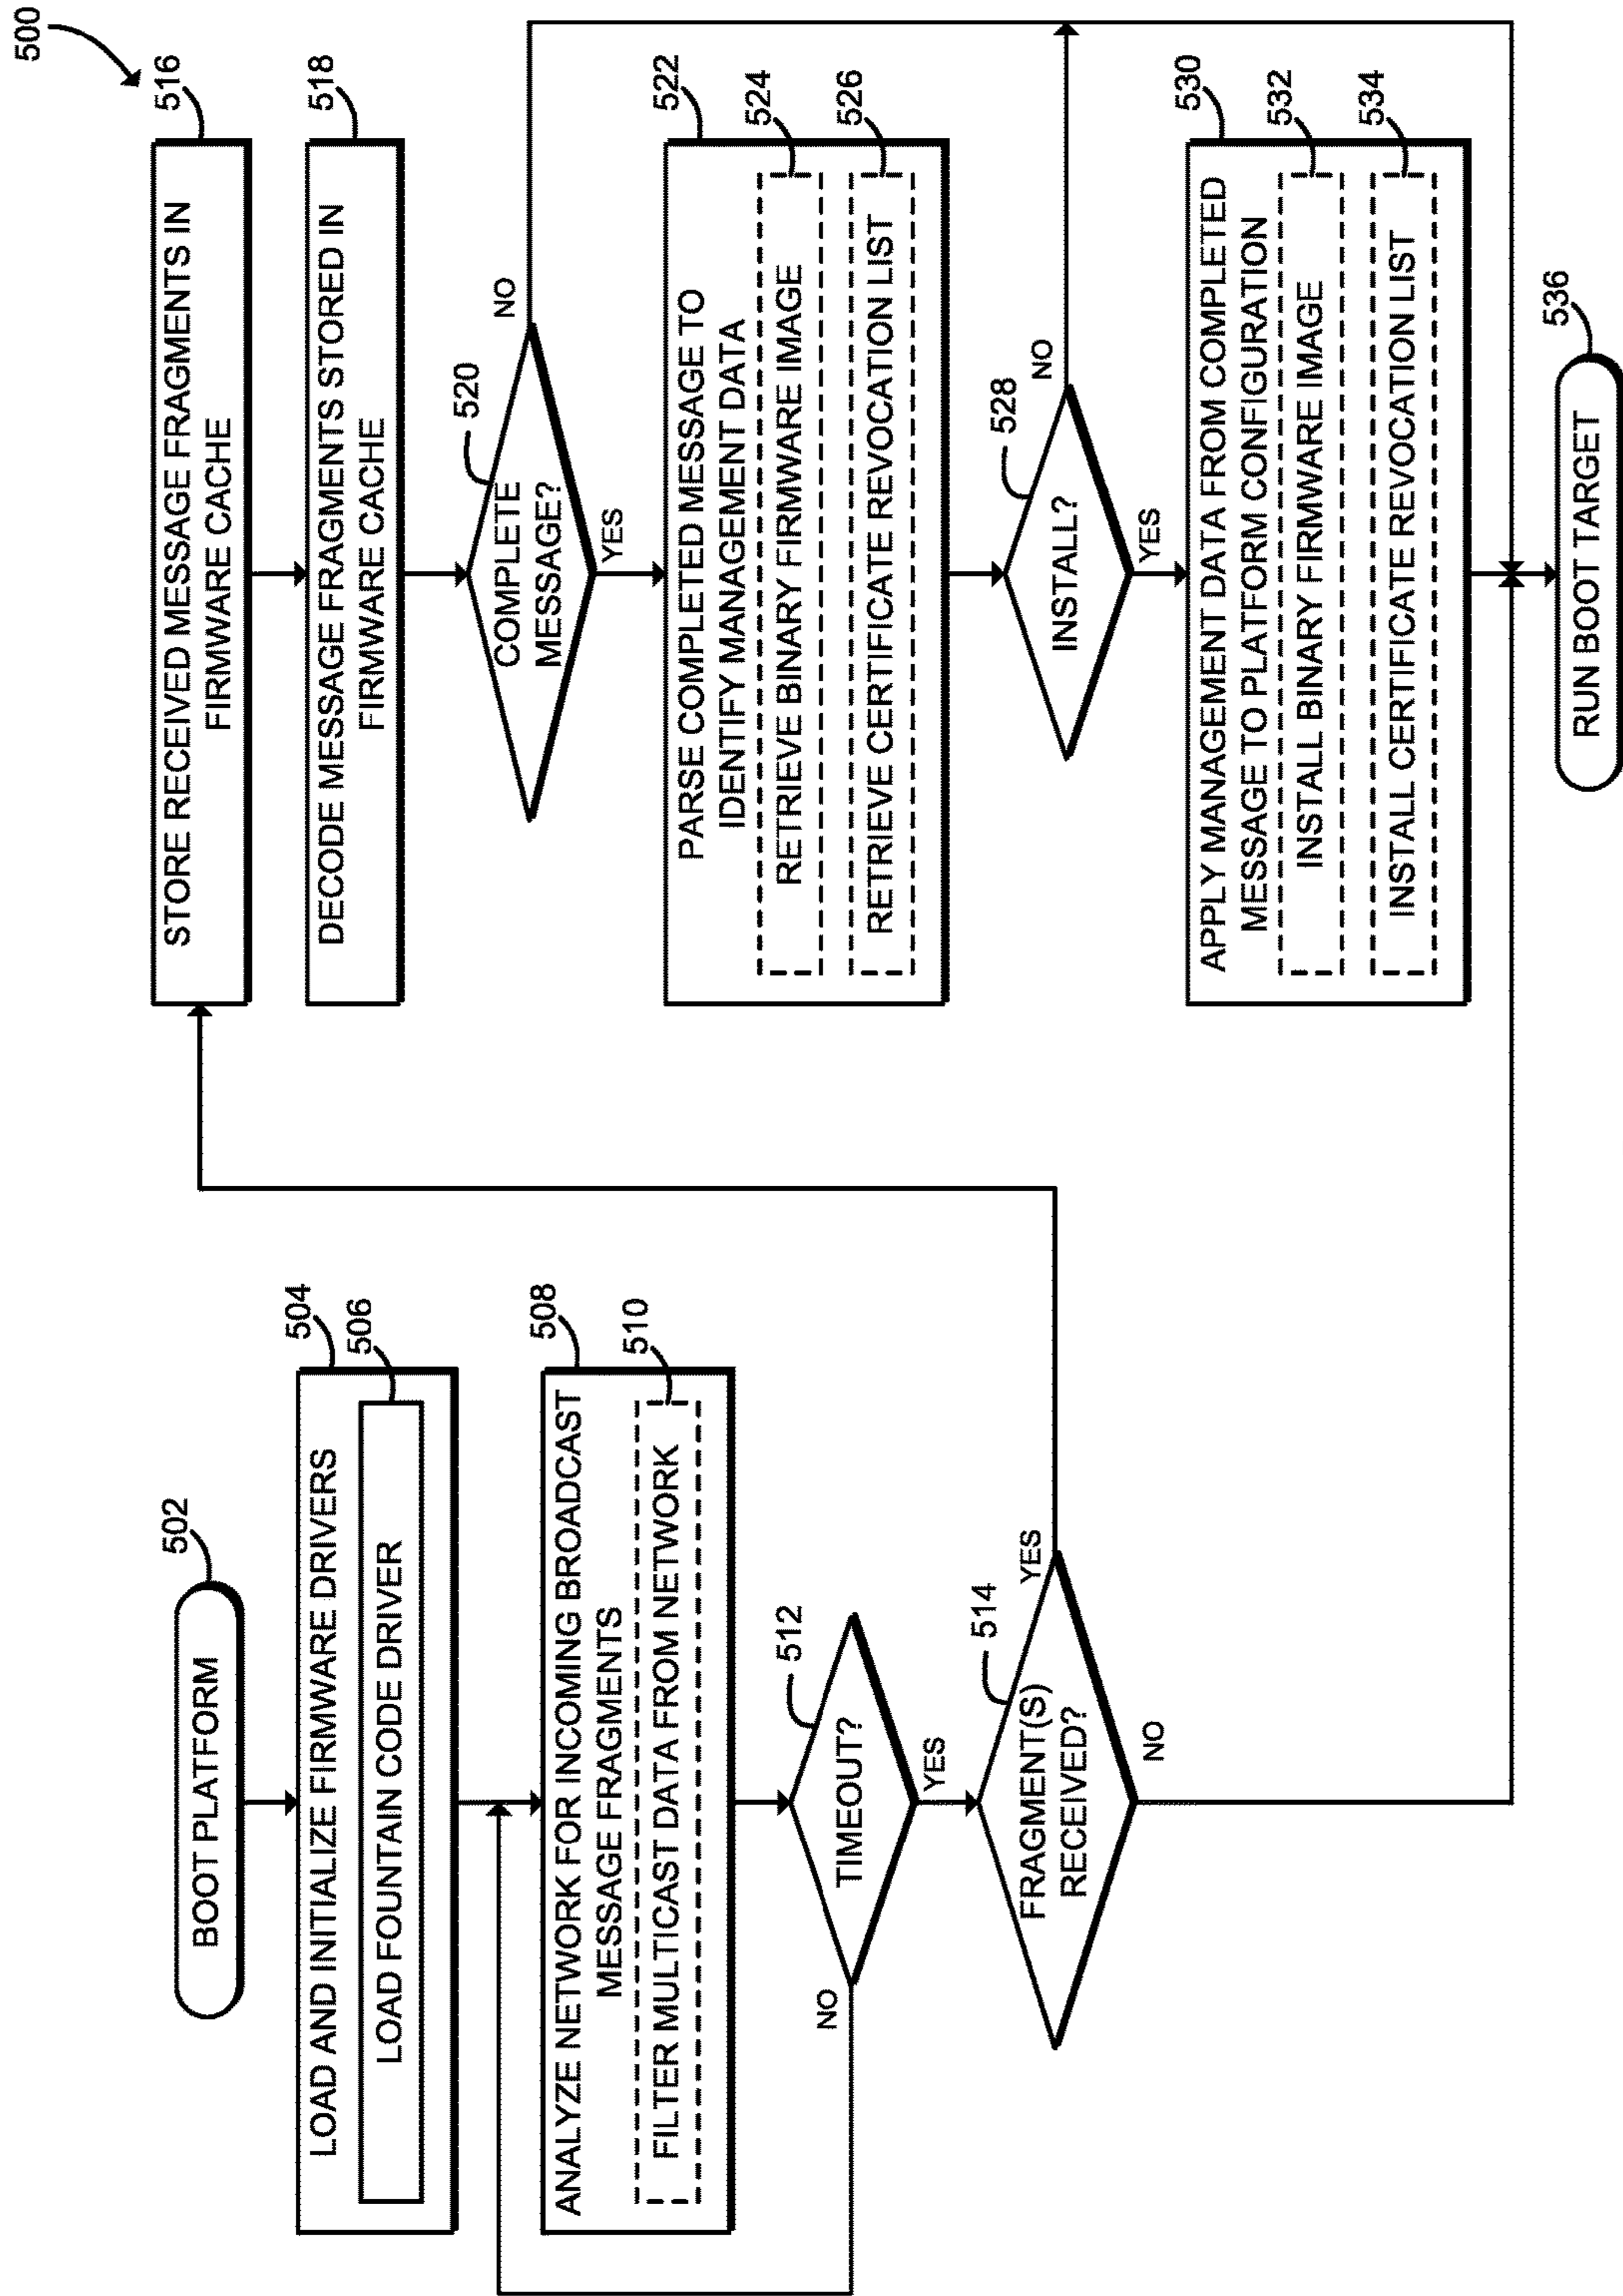 500
BOOT PLATFORM
502
LOAD AND INITIALIZE FIRMWARE DRIVERS
504
LOAD FOUNTAIN CODE DRIVER
506
ANALYZE NETWORK FOR INCOMING BROADCAST
MESSAGE FRAGMENTS
508
FILTER MULTICAST DATA FROM NETWORK
510
TIMEOUT?
512
NO
YES
FRAGMENT(S)
RECEIVED?
514
YES
NO
STORE RECEIVED MESSAGE FRAGMENTS IN
FIRMWARE CACHE
516
DECODE MESSAGE FRAGMENTS STORED IN
FIRMWARE CACHE
518
COMPLETE
MESSAGE?
520
NO
YES
PARSE COMPLETED MESSAGE TO
IDENTIFY MANAGEMENT DATA
522
RETRIEVE BINARY FIRMWARE IMAGE
524
RETRIEVE CERTIFICATE REVOCATION LIST
526
INSTALL?
528
NO
YES
APPLY MANAGEMENT DATA FROM COMPLETED
MESSAGE TO PLATFORM CONFIGURATION
530
INSTALL BINARY FIRMWARE IMAGE
532
INSTALL CERTIFICATE REVOCATION LIST
534
RUN BOOT TARGET
536